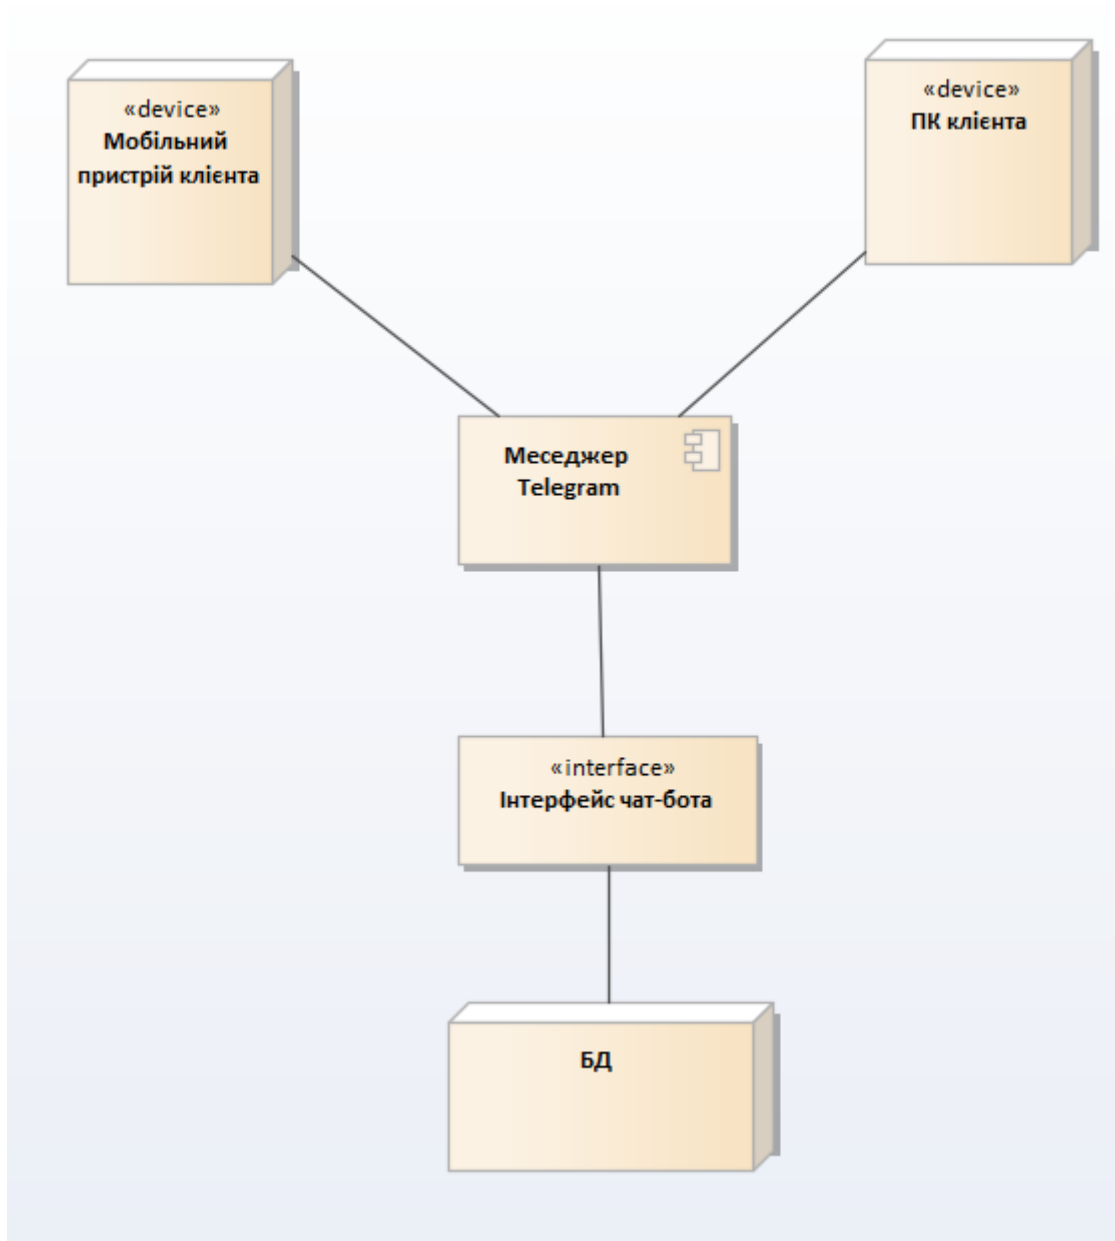 «device»
Мобільний
пристрій клієнта
«device»
ПК клієнта
Меседжер
Telegram
«interface»
Інтерфейс чат-бота
БД